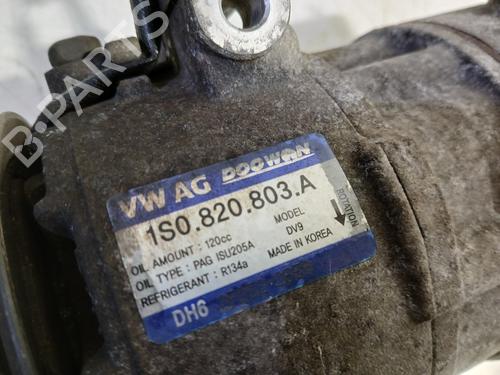 VW AG DOOWON
1S0.820.803.A
OIL AMOUNT : 120cc
MODEL
OIL TYPE : PAG ISU205A
DV9
REFRIGERANT : R134a
MADE IN KOREA
ROTATION
DH6
B-PARTS